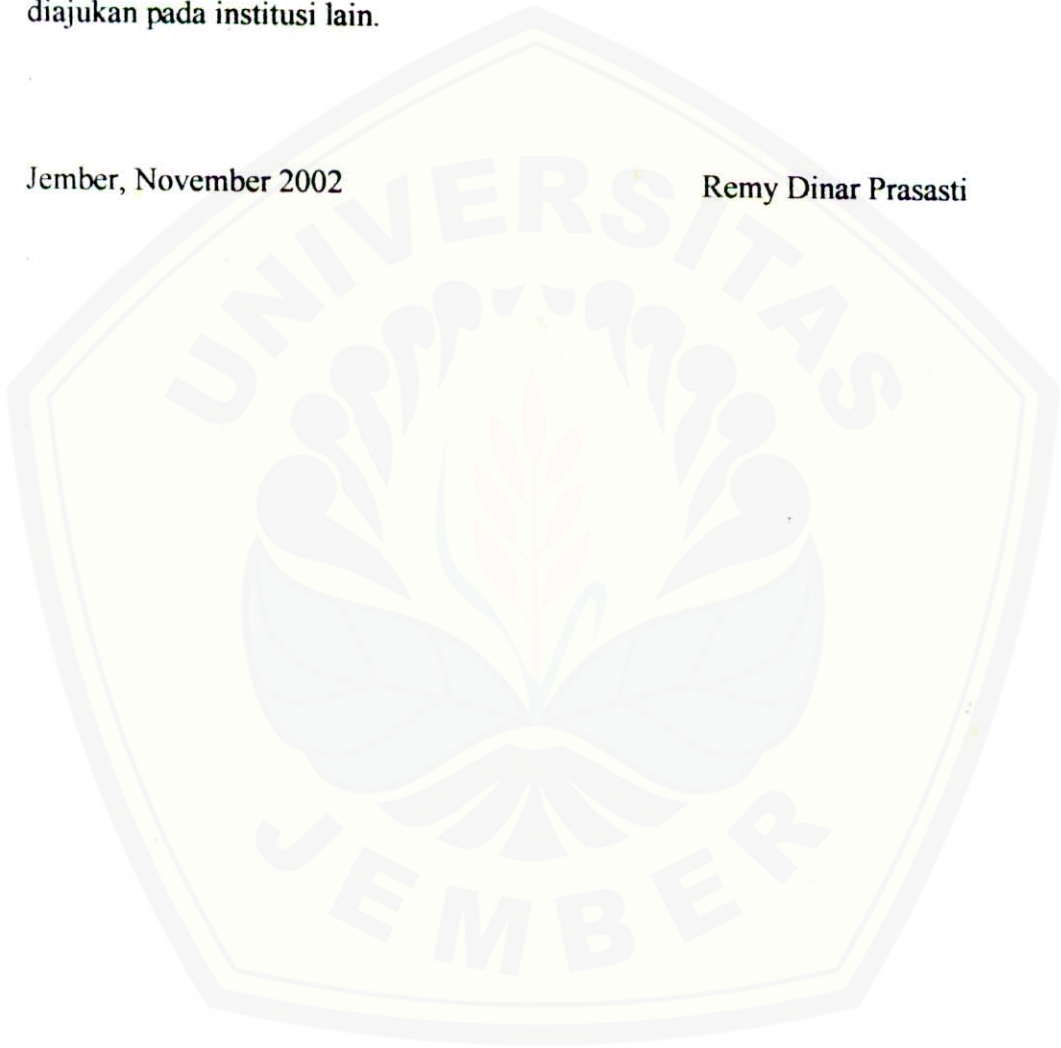 diajukan pada institusi lain.
Jember, November 2002 Remy Dinar Prasasti
UNIVERSITAS
JEMBER